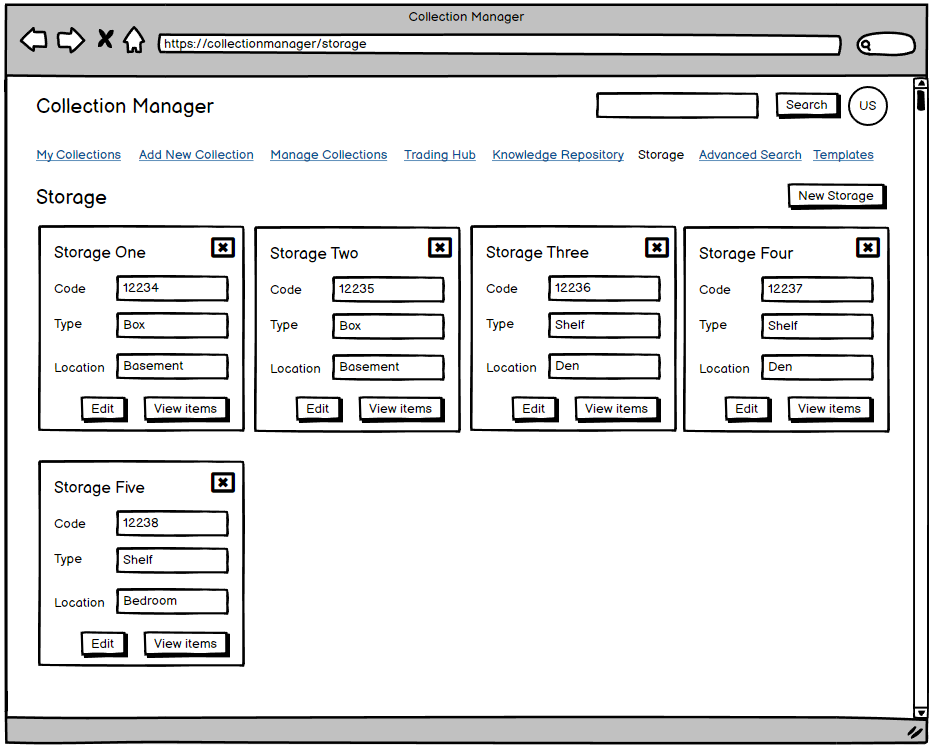 Collection Manager
https://collectionmanager/storage
Collection Manager
Search
US
My Collections Add New Collection Manage Collections Trading Hub Knowledge Repository Storage Advanced Search Templates
Storage
New Storage
Storage One
Code 12234
Type Box
Location Basement
Edit View items
Storage Two
Code 12235
Type Box
Location Basement
Edit View items
Storage Three
Code 12236
Type Shelf
Location Den
Edit View items
Storage Four
Code 12237
Type Shelf
Location Den
Edit View items
Storage Five
Code 12238
Type Shelf
Location Bedroom
Edit View items